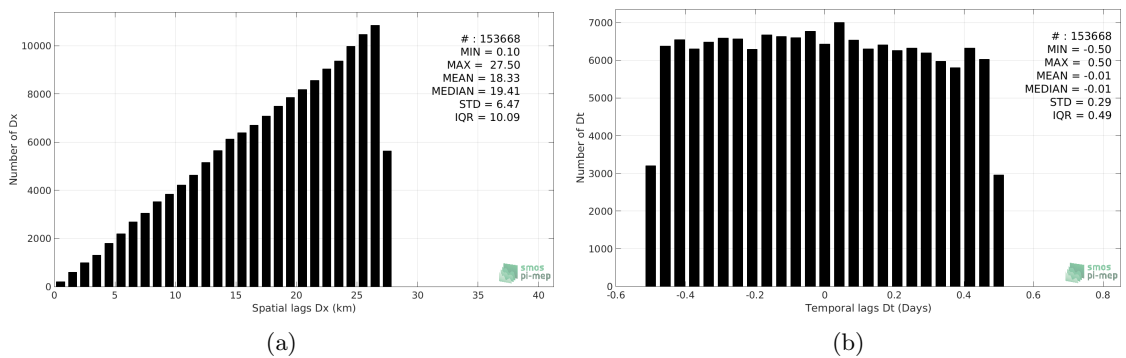 # : 153668
MIN = 0.10
MAX = 27.50
MEAN = 18.33
MEDIAN = 19.41
STD = 6.47
IQR = 10.09
Number of Dx
10000
8000
6000
4000
2000
0
0 5 10 15 20 25 30 35 40
Spatial lags Dx (km)
smos
pi-mep
(a)
# : 153668
MIN = -0.50
MAX = 0.50
MEAN = -0.01
MEDIAN = -0.01
STD = 0.29
IQR = 0.49
Number of Dt
7000
6000
5000
4000
3000
2000
1000
0
-0.6 -0.4 -0.2 0 0.2 0.4 0.6 0.8
Temporal lags Dt (Days)
smos
pi-mep
(b)